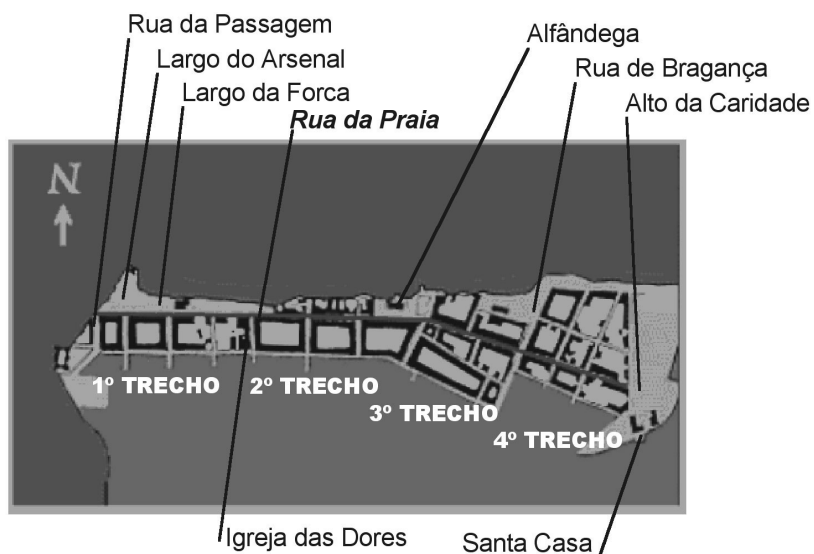 Rua da Passagem
Largo do Arsenal
Largo da Forca
Rua da Praia
Alfândega
Rua de Bragança
Alto da Caridade
N
1º TRECHO
2º TRECHO
3º TRECHO
4º TRECHO
Igreja das Dores
Santa Casa